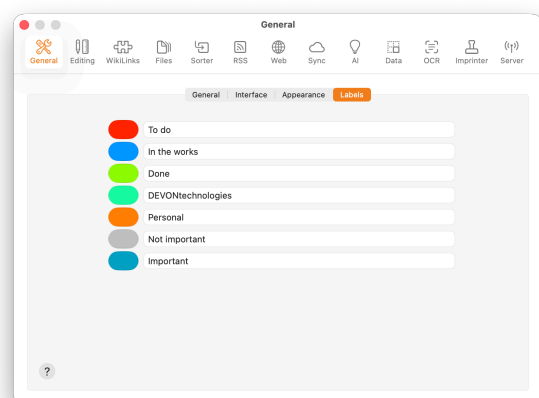 General
General Editing WikiLinks Files Sorter RSS Web Sync AI Data OCR Imprinter Server
General Interface Appearance Labels
To do
In the works
Done
DEVONtechnologies
Personal
Not important
Important
?